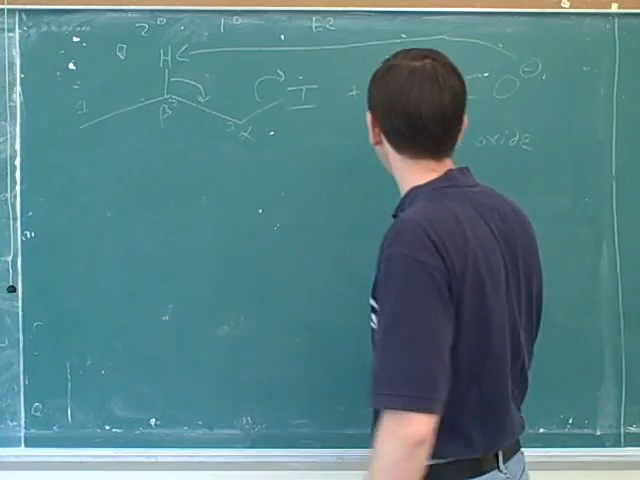 2° 1° E2
H
I + O⊖
β α
oxide